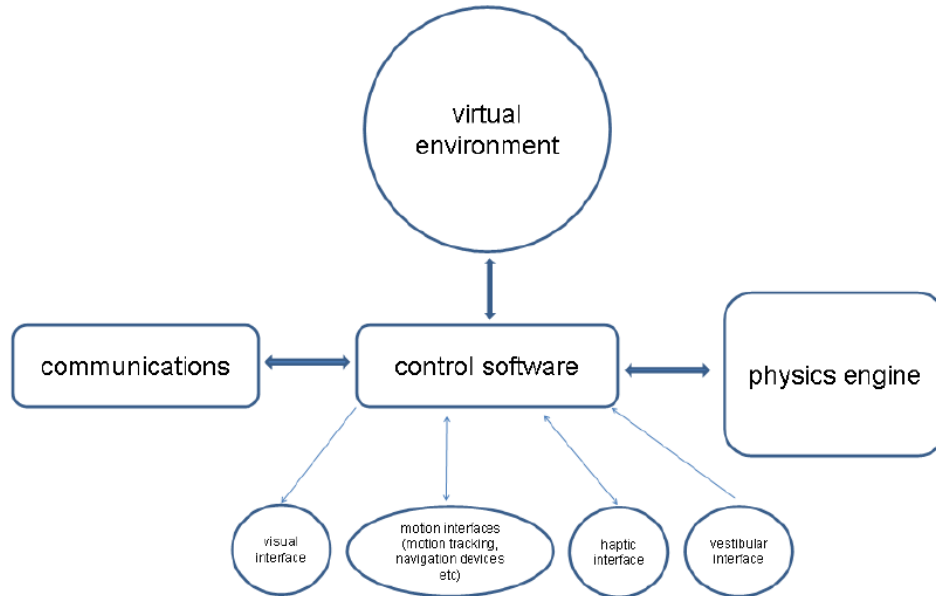 virtual
environment
communications
control software
physics engine
visual
interface
motion interfaces
(motion tracking,
navigation devices
etc)
haptic
interface
vestibular
interface